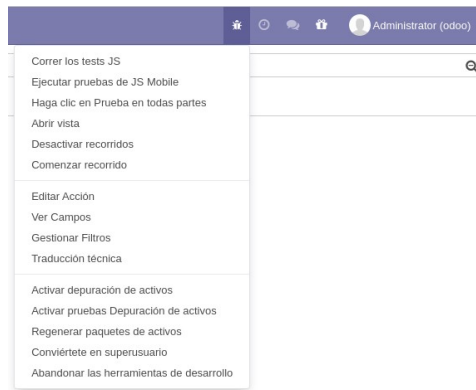 Administrator (odoo)
Correr los tests JS
Ejecutar pruebas de JS Mobile
Haga clic en Prueba en todas partes
Abrir vista
Desactivar recorridos
Comenzar recorrido
Editar Acción
Ver Campos
Gestionar Filtros
Traducción técnica
Activar depuración de activos
Activar pruebas Depuración de activos
Regenerar paquetes de activos
Conviértete en superusuario
Abandonar las herramientas de desarrollo